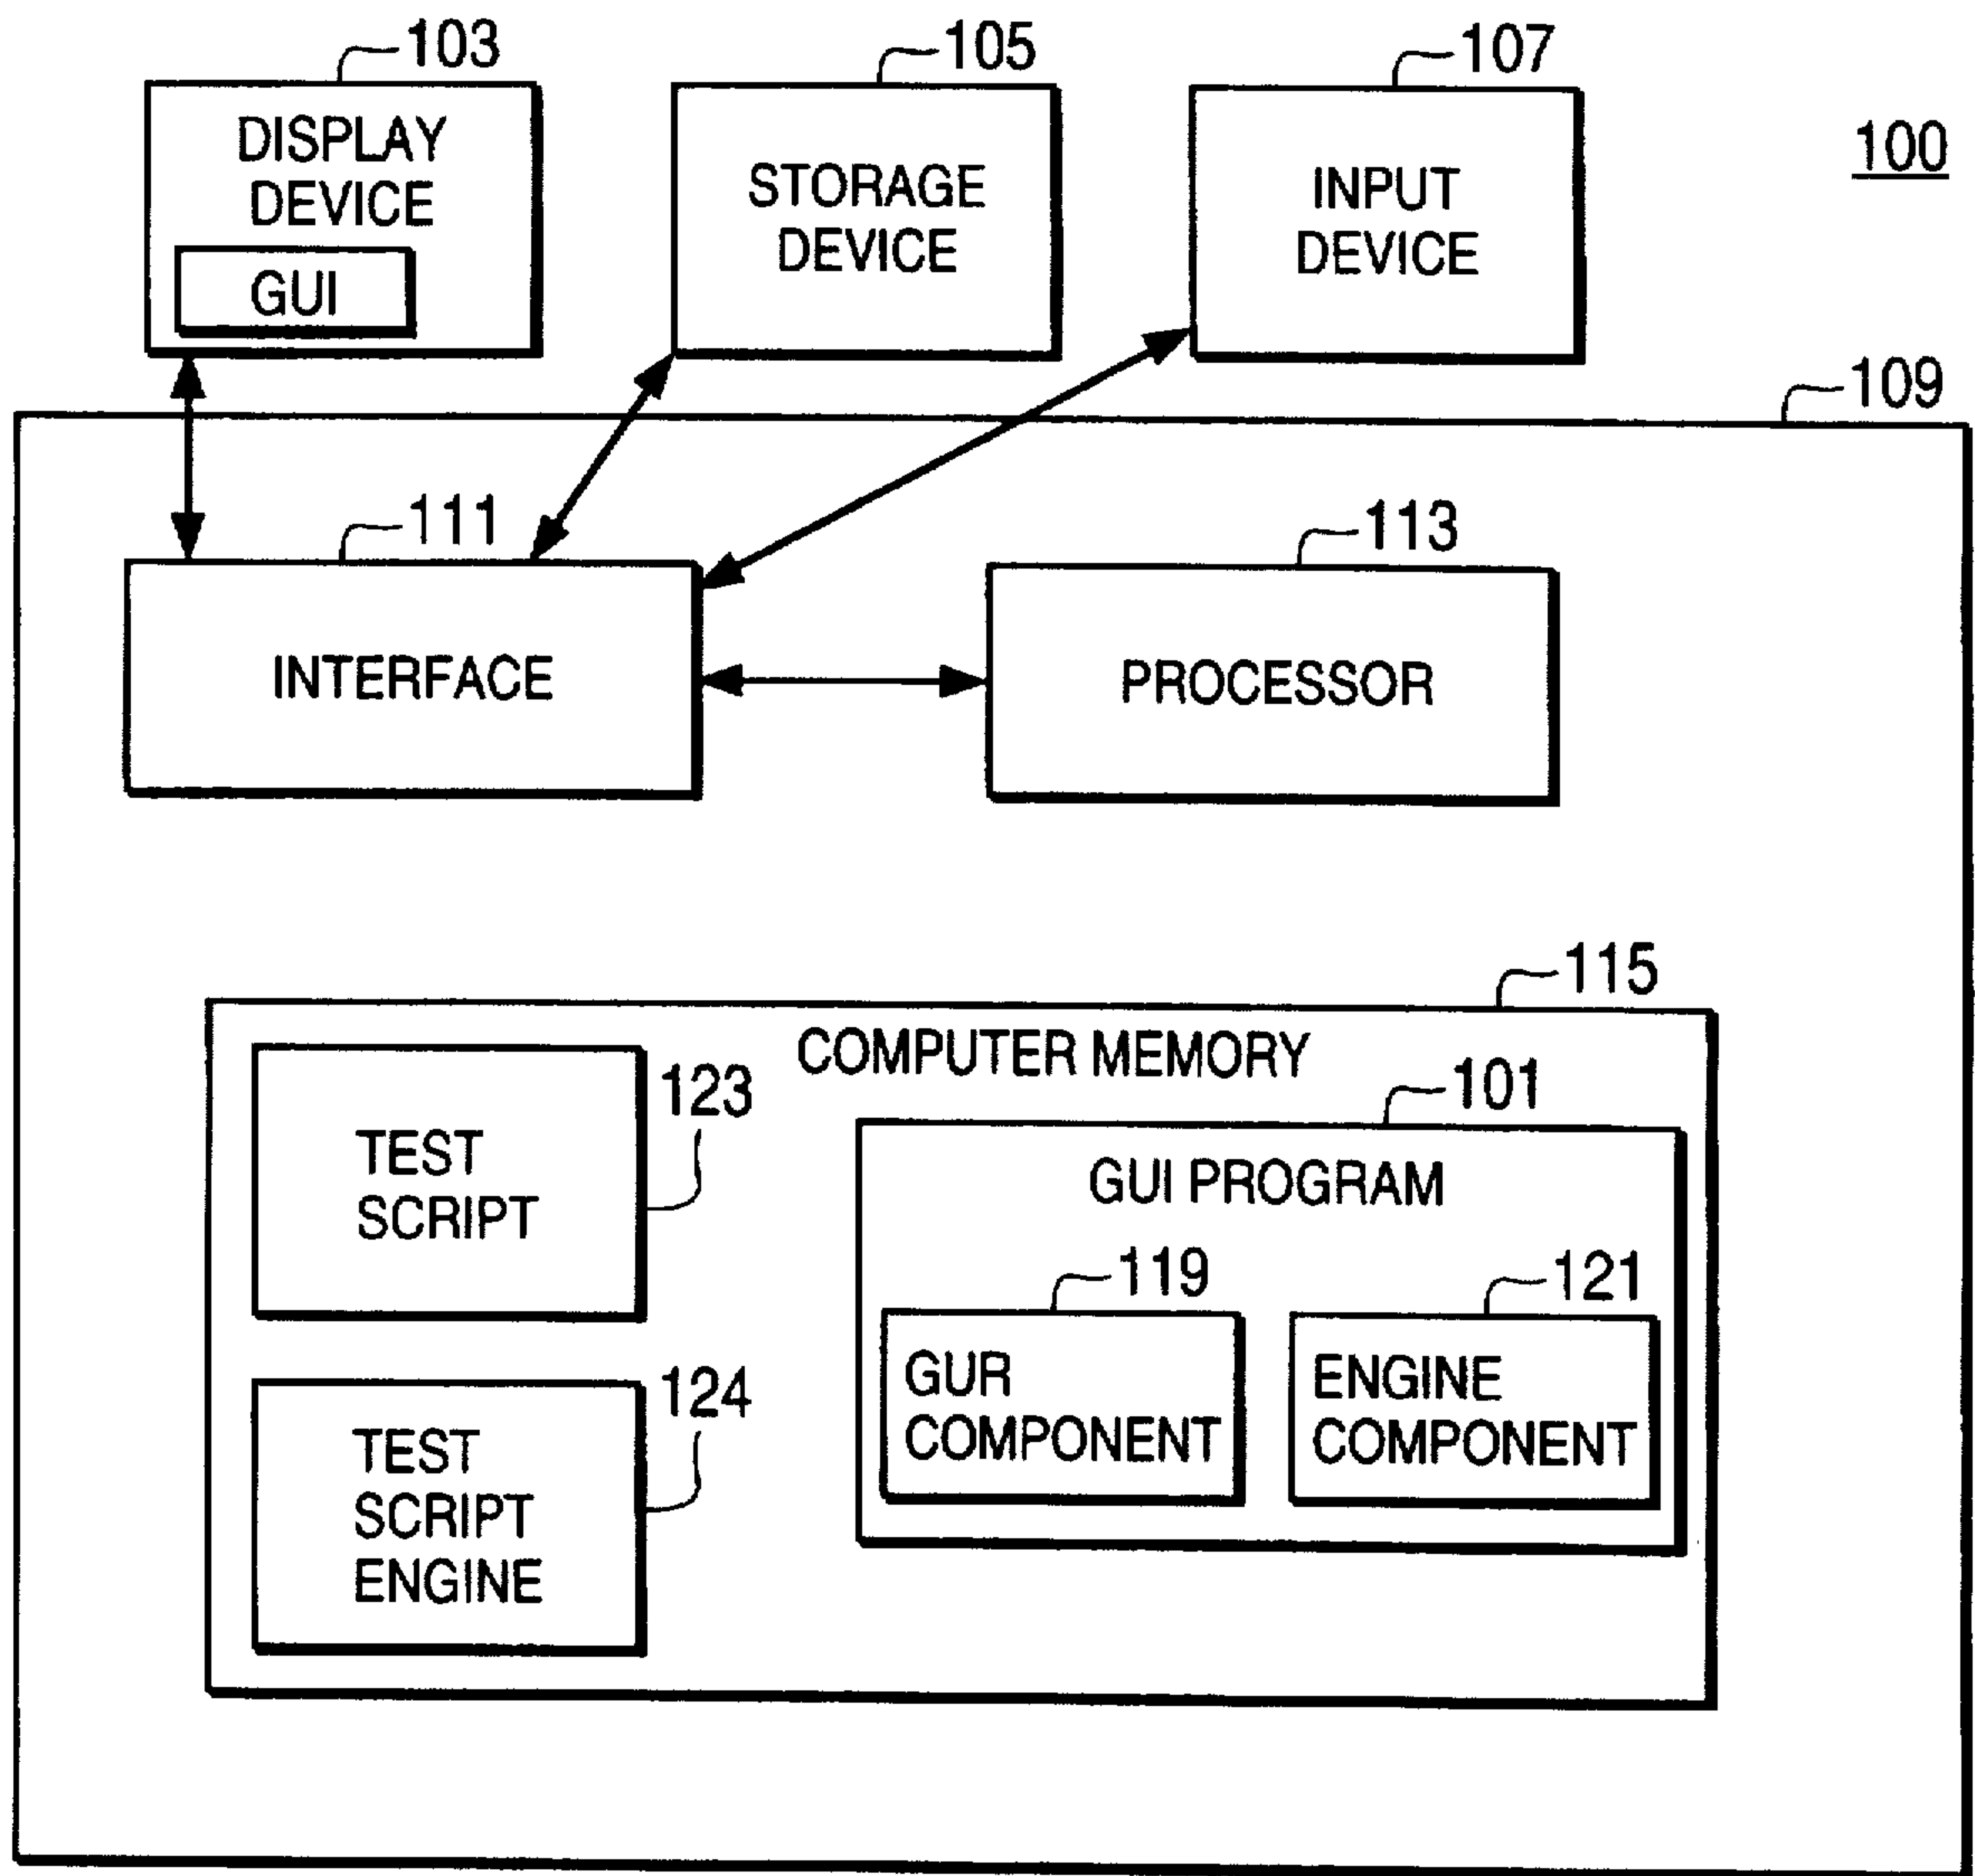 103
105
107
100
DISPLAY
DEVICE
GUI
STORAGE
DEVICE
INPUT
DEVICE
109
111
113
INTERFACE
PROCESSOR
115
COMPUTER MEMORY
123
TEST
SCRIPT
101
GUI PROGRAM
119
121
GUR
COMPONENT
ENGINE
COMPONENT
124
TEST
SCRIPT
ENGINE